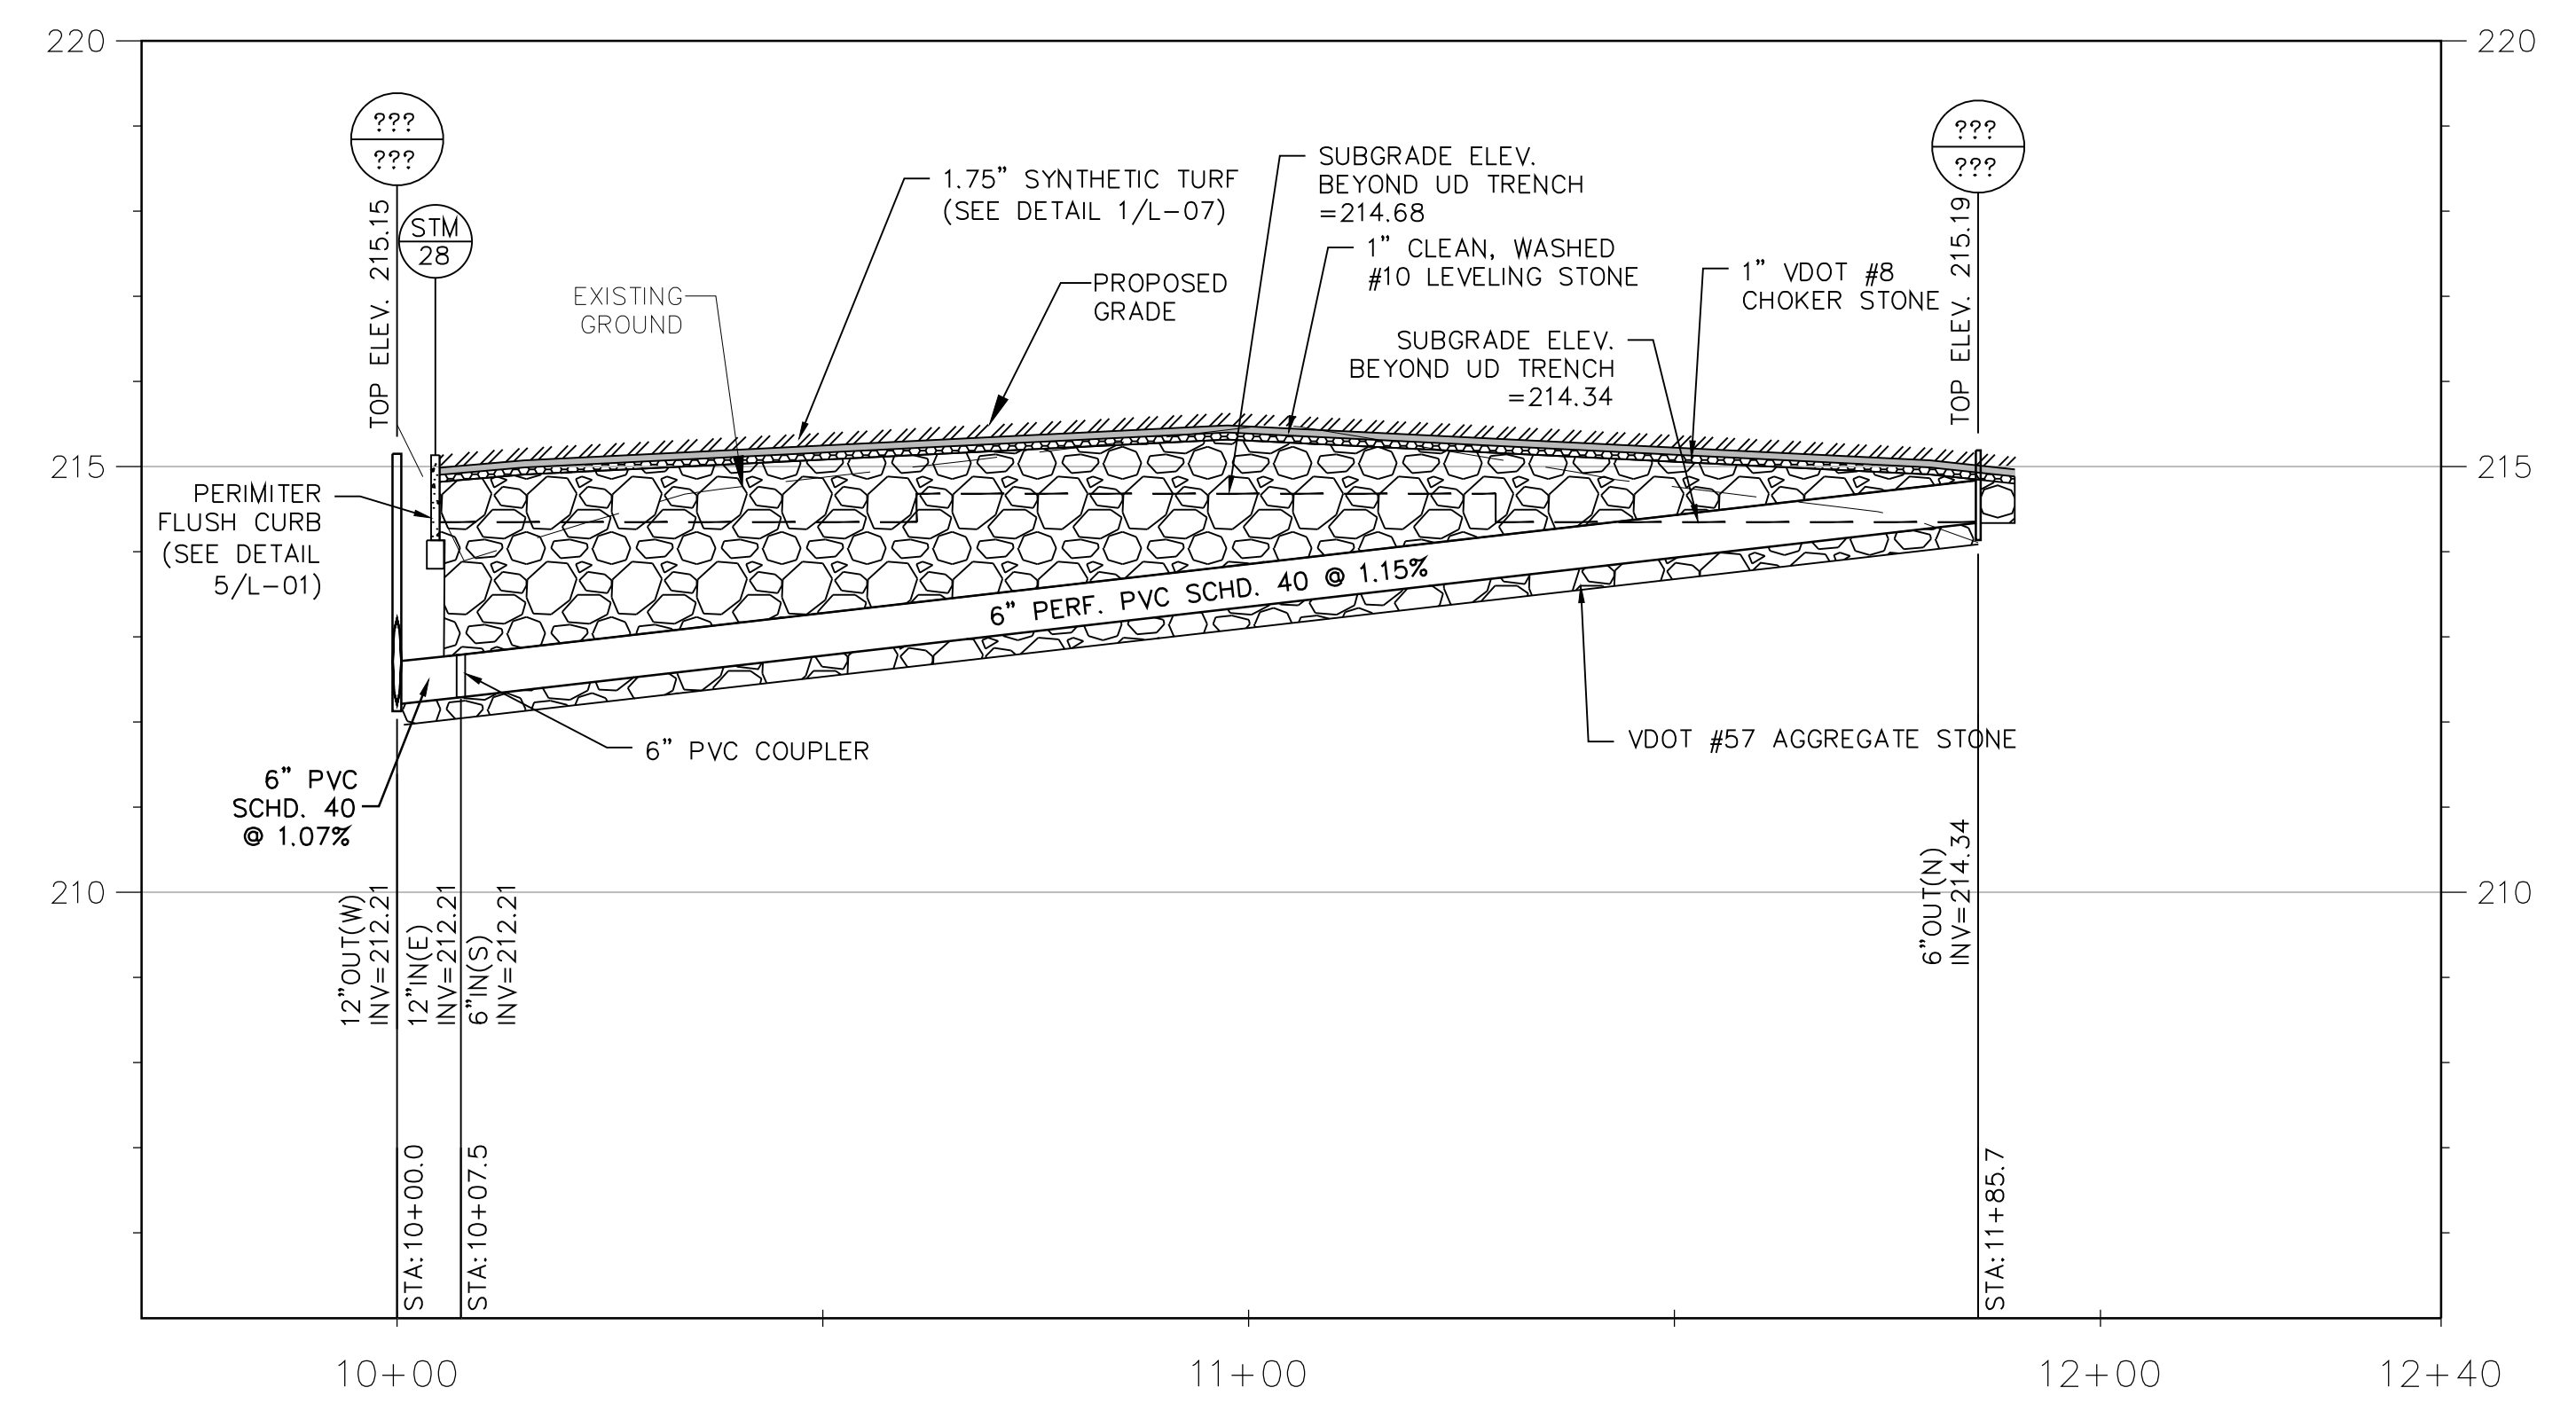 220
220
???
???
???
???
TOP ELEV. 215.15
STM
28
1.75" SYNTHETIC TURF
(SEE DETAIL 1/L-07)
SUBGRADE ELEV.
BEYOND UD TRENCH
=214.68
1" CLEAN, WASHED
#10 LEVELING STONE
1" VDOT #8
CHOKER STONE
TOP ELEV. 215.19
EXISTING
GROUND
PROPOSED
GRADE
SUBGRADE ELEV.
BEYOND UD TRENCH
=214.34
215
215
PERIMITER
FLUSH CURB
(SEE DETAIL
5/L-01)
6" PERF. PVC SCHD. 40 @ 1.15%
6" PVC COUPLER
VDOT #57 AGGREGATE STONE
6" PVC
SCHD. 40
@ 1.07%
210
210
12"OUT(W)
INV=212.21
12"IN(E)
INV=212.21
6"IN(S)
INV=212.21
6"OUT(N)
INV=214.34
STA:10+00.0
STA:10+07.5
STA:11+85.7
10+00
11+00
12+00
12+40